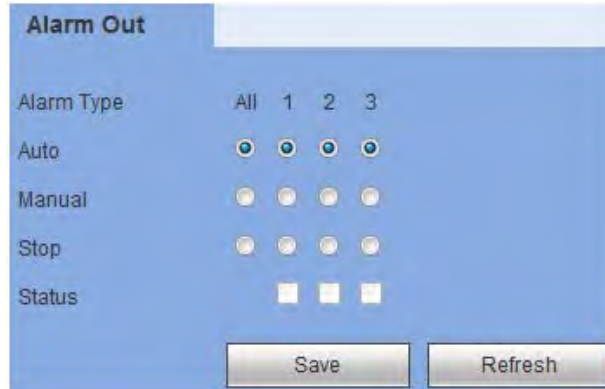 Alarm Out
Alarm Type All 1 2 3
Auto
Manual
Stop
Status
Save Refresh